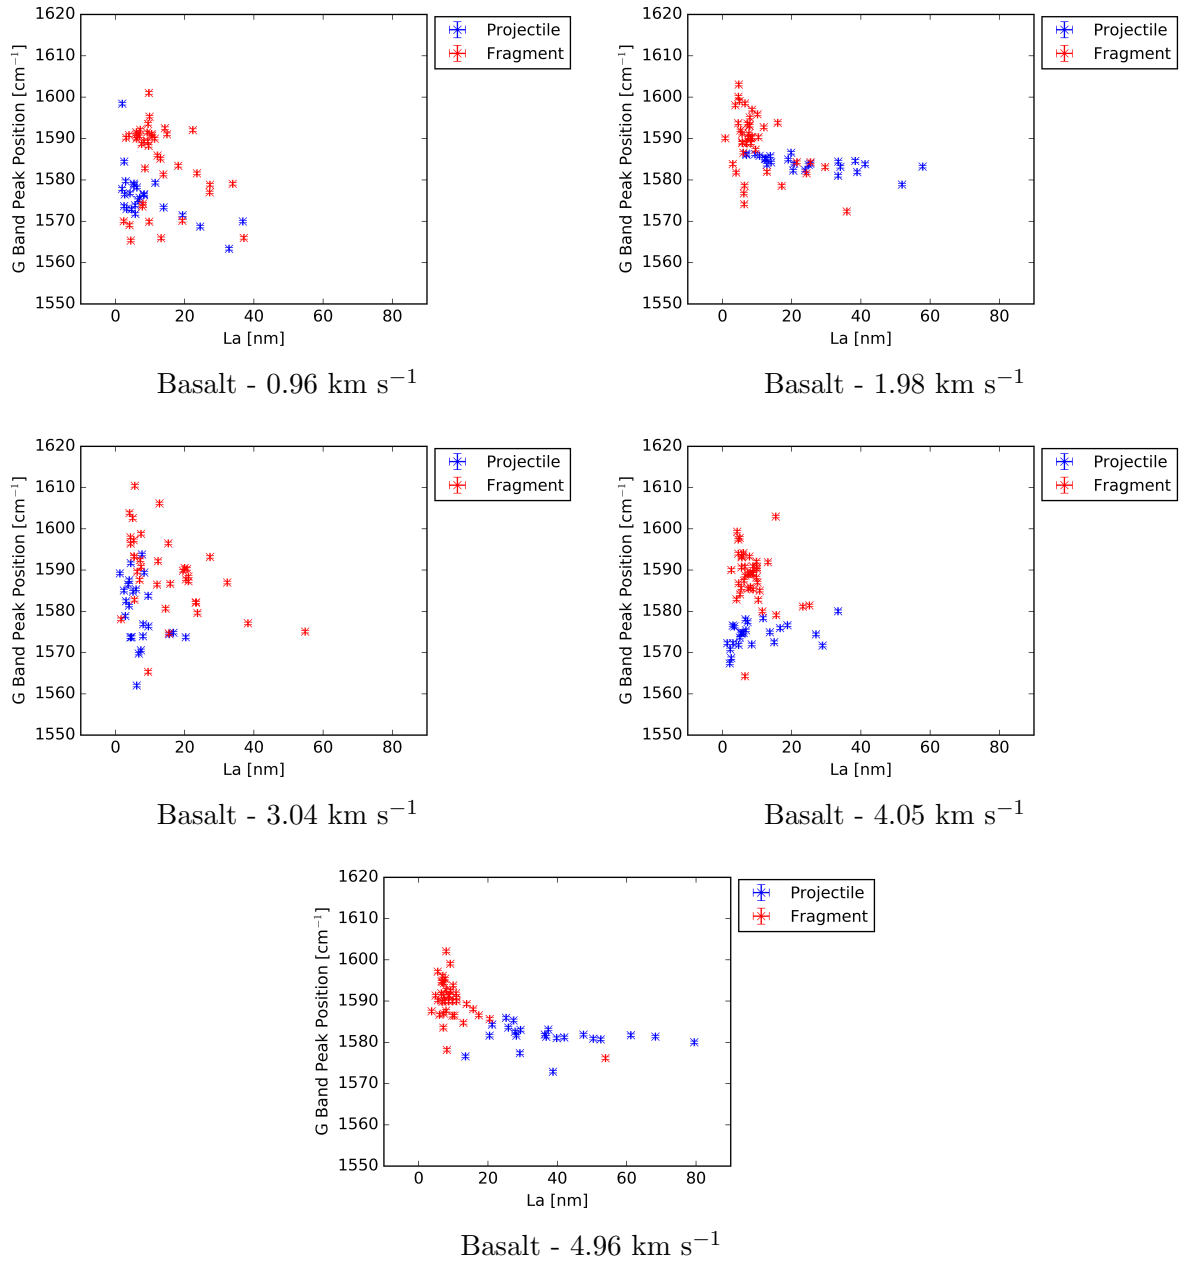 1620
1610
1600
1590
1580
1570
1560
1550
G Band Peak Position [cm⁻¹]
0 20 40 60 80
La [nm]
Projectile
Fragment
Basalt - 0.96 km s⁻¹
1620
1610
1600
1590
1580
1570
1560
1550
G Band Peak Position [cm⁻¹]
0 20 40 60 80
La [nm]
Projectile
Fragment
Basalt - 1.98 km s⁻¹
1620
1610
1600
1590
1580
1570
1560
1550
G Band Peak Position [cm⁻¹]
0 20 40 60 80
La [nm]
Projectile
Fragment
Basalt - 3.04 km s⁻¹
1620
1610
1600
1590
1580
1570
1560
1550
G Band Peak Position [cm⁻¹]
0 20 40 60 80
La [nm]
Projectile
Fragment
Basalt - 4.05 km s⁻¹
1620
1610
1600
1590
1580
1570
1560
1550
G Band Peak Position [cm⁻¹]
0 20 40 60 80
La [nm]
Projectile
Fragment
Basalt - 4.96 km s⁻¹